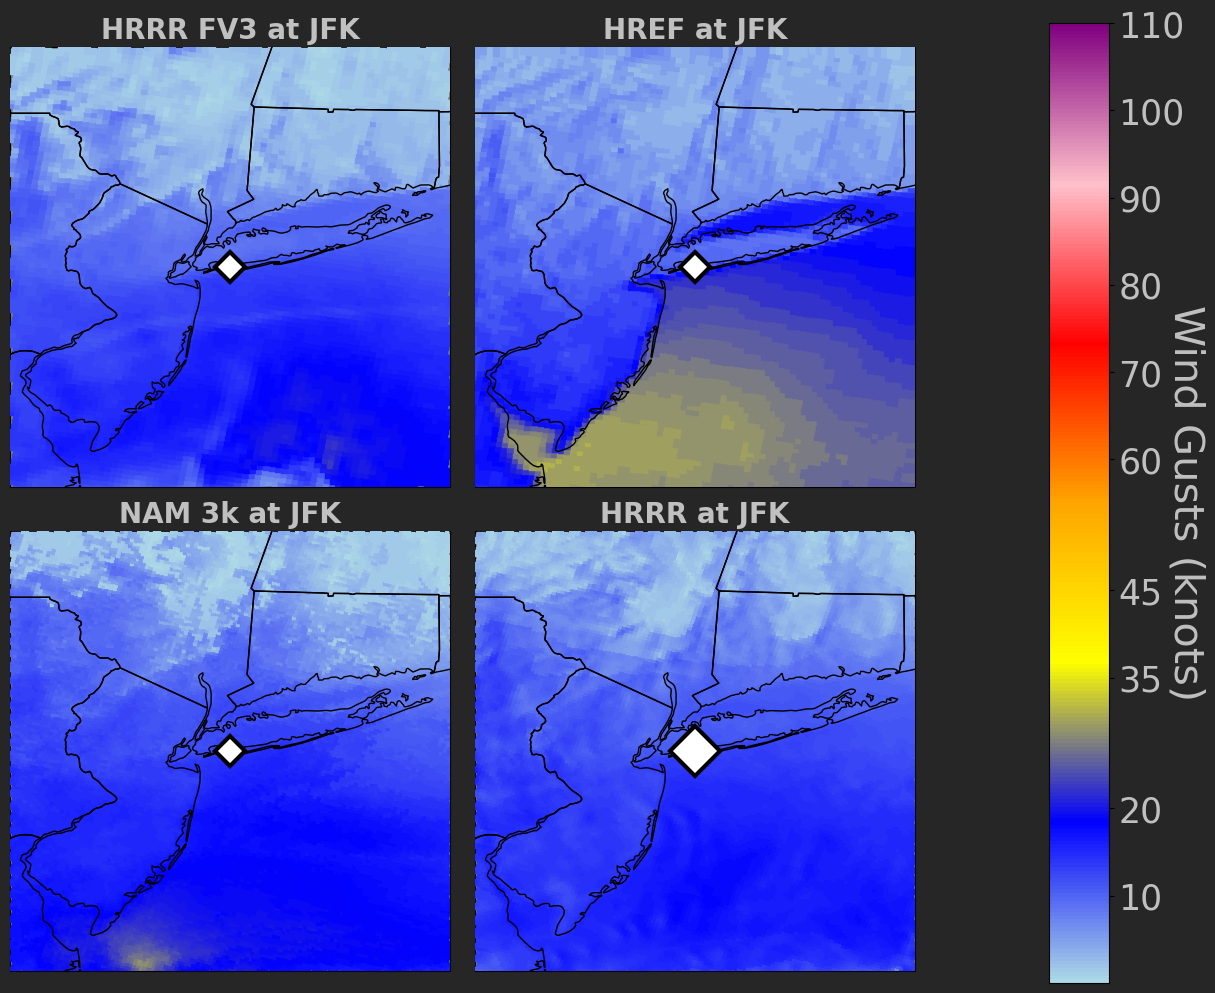 HRRR FV3 at JFK
HREF at JFK
NAM 3k at JFK
HRRR at JFK
110
100
90
80
70
60
45
35
20
10
Wind Gusts (knots)